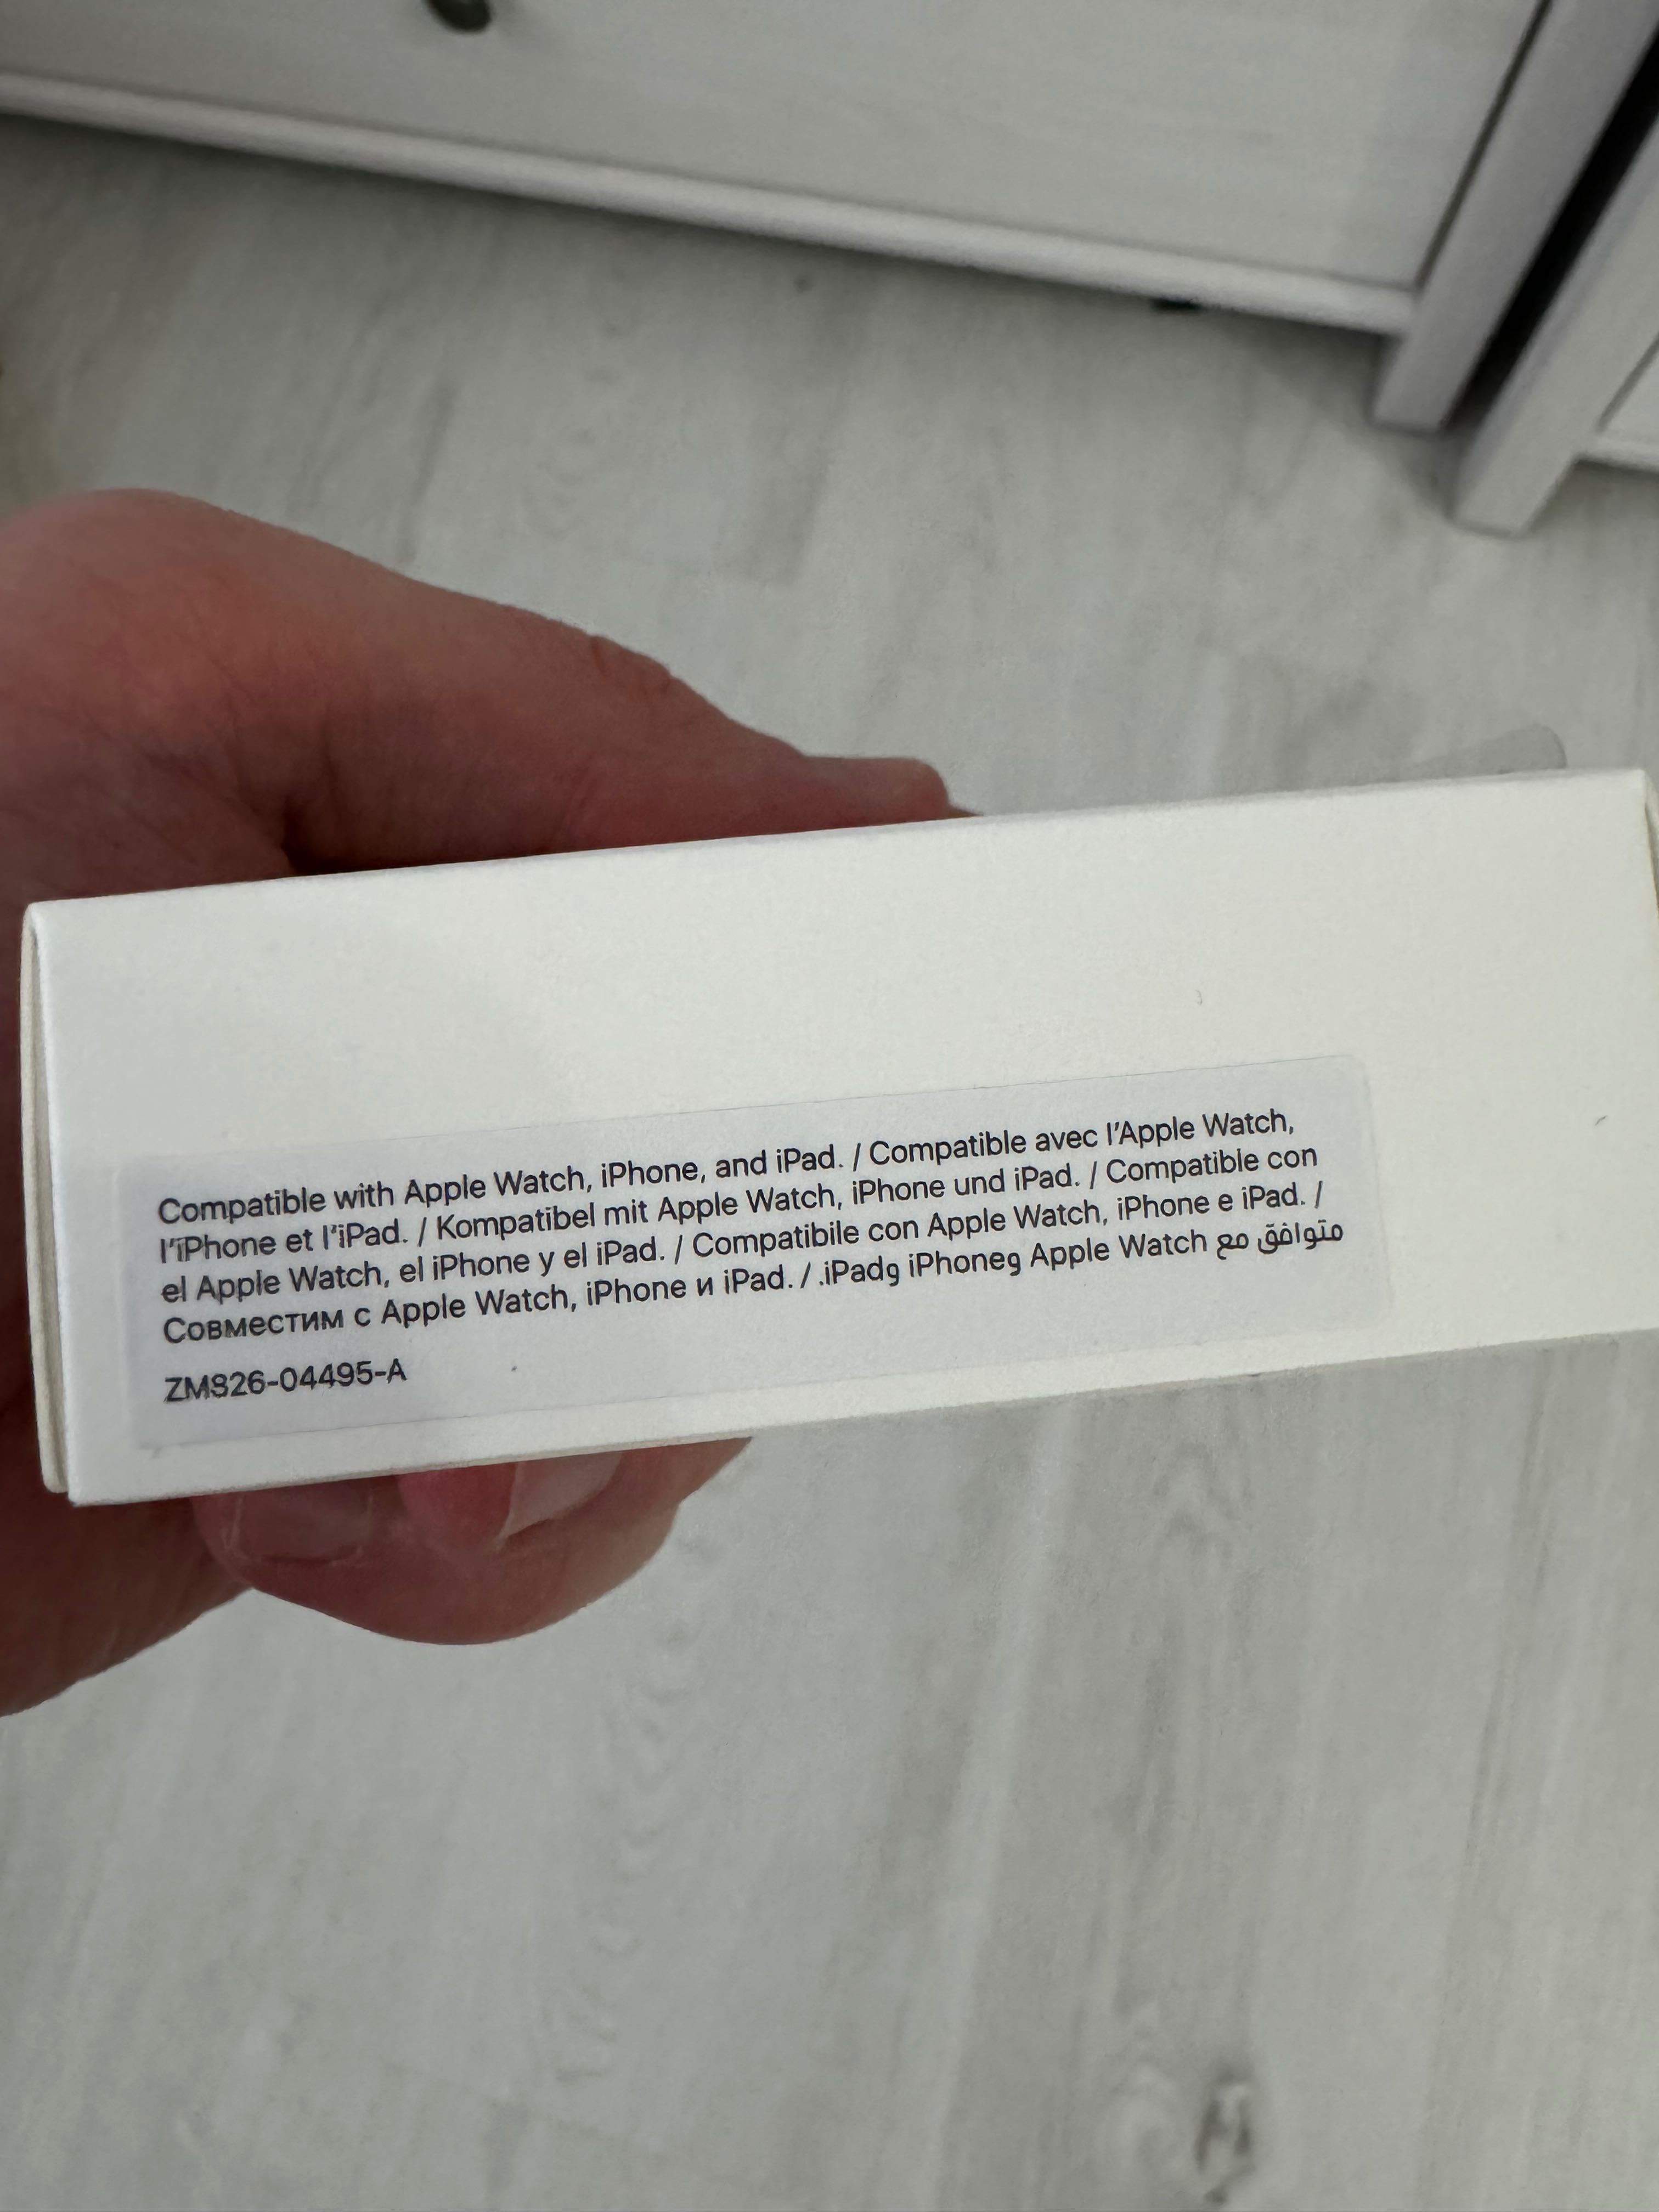 Compatible with Apple Watch, iPhone, and iPad. / Compatible avec l'Apple Watch,
l'iPhone et l'iPad. / Kompatibel mit Apple Watch, iPhone und iPad. / Compatible con
el Apple Watch, el iPhone y el iPad. / Compatibile con Apple Watch, iPhone e iPad. /
Совместим с Apple Watch, iPhone и iPad. / .iPadو iPhoneو Apple Watch متوافق مع
ZM826-04495-A